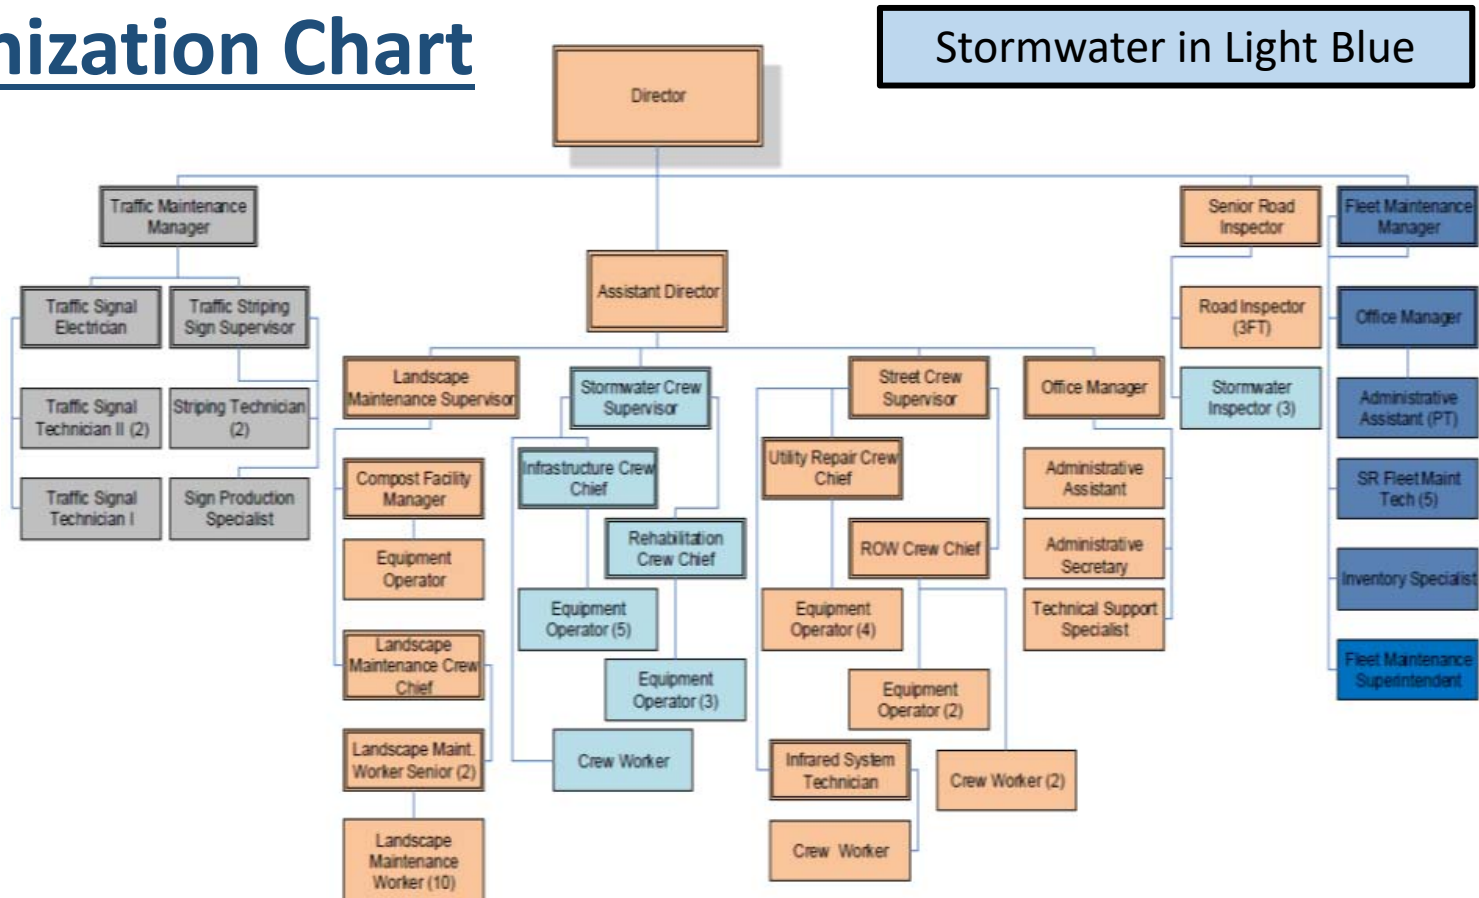 nization Chart
Stormwater in Light Blue
Director
Traffic Maintenance
Manager
Senior Road
Inspector
Fleet Maintenance
Manager
Assistant Director
Traffic Signal
Electrician
Traffic Striping
Sign Supervisor
Road Inspector
(3FT)
Office Manager
Landscape
Maintenance Supervisor
Stormwater Crew
Supervisor
Street Crew
Supervisor
Office Manager
Stormwater
Inspector (3)
Administrative
Assistant (PT)
Traffic Signal
Technician II (2)
Striping Technician
(2)
Compost Facility
Manager
Infrastructure Crew
Chief
Utility Repair Crew
Chief
Administrative
Assistant
SR Fleet Maint
Tech (5)
Traffic Signal
Technician I
Sign Production
Specialist
Equipment
Operator
Rehabilitation
Crew Chief
ROW Crew Chief
Administrative
Secretary
Inventory Specialist
Equipment
Operator (5)
Equipment
Operator (4)
Technical Support
Specialist
Landscape
Maintenance Crew
Chief
Equipment
Operator (3)
Equipment
Operator (2)
Fleet Maintenance
Superintendent
Landscape Maint.
Worker Senior (2)
Crew Worker
Infrared System
Technician
Crew Worker (2)
Landscape
Maintenance
Worker (10)
Crew Worker